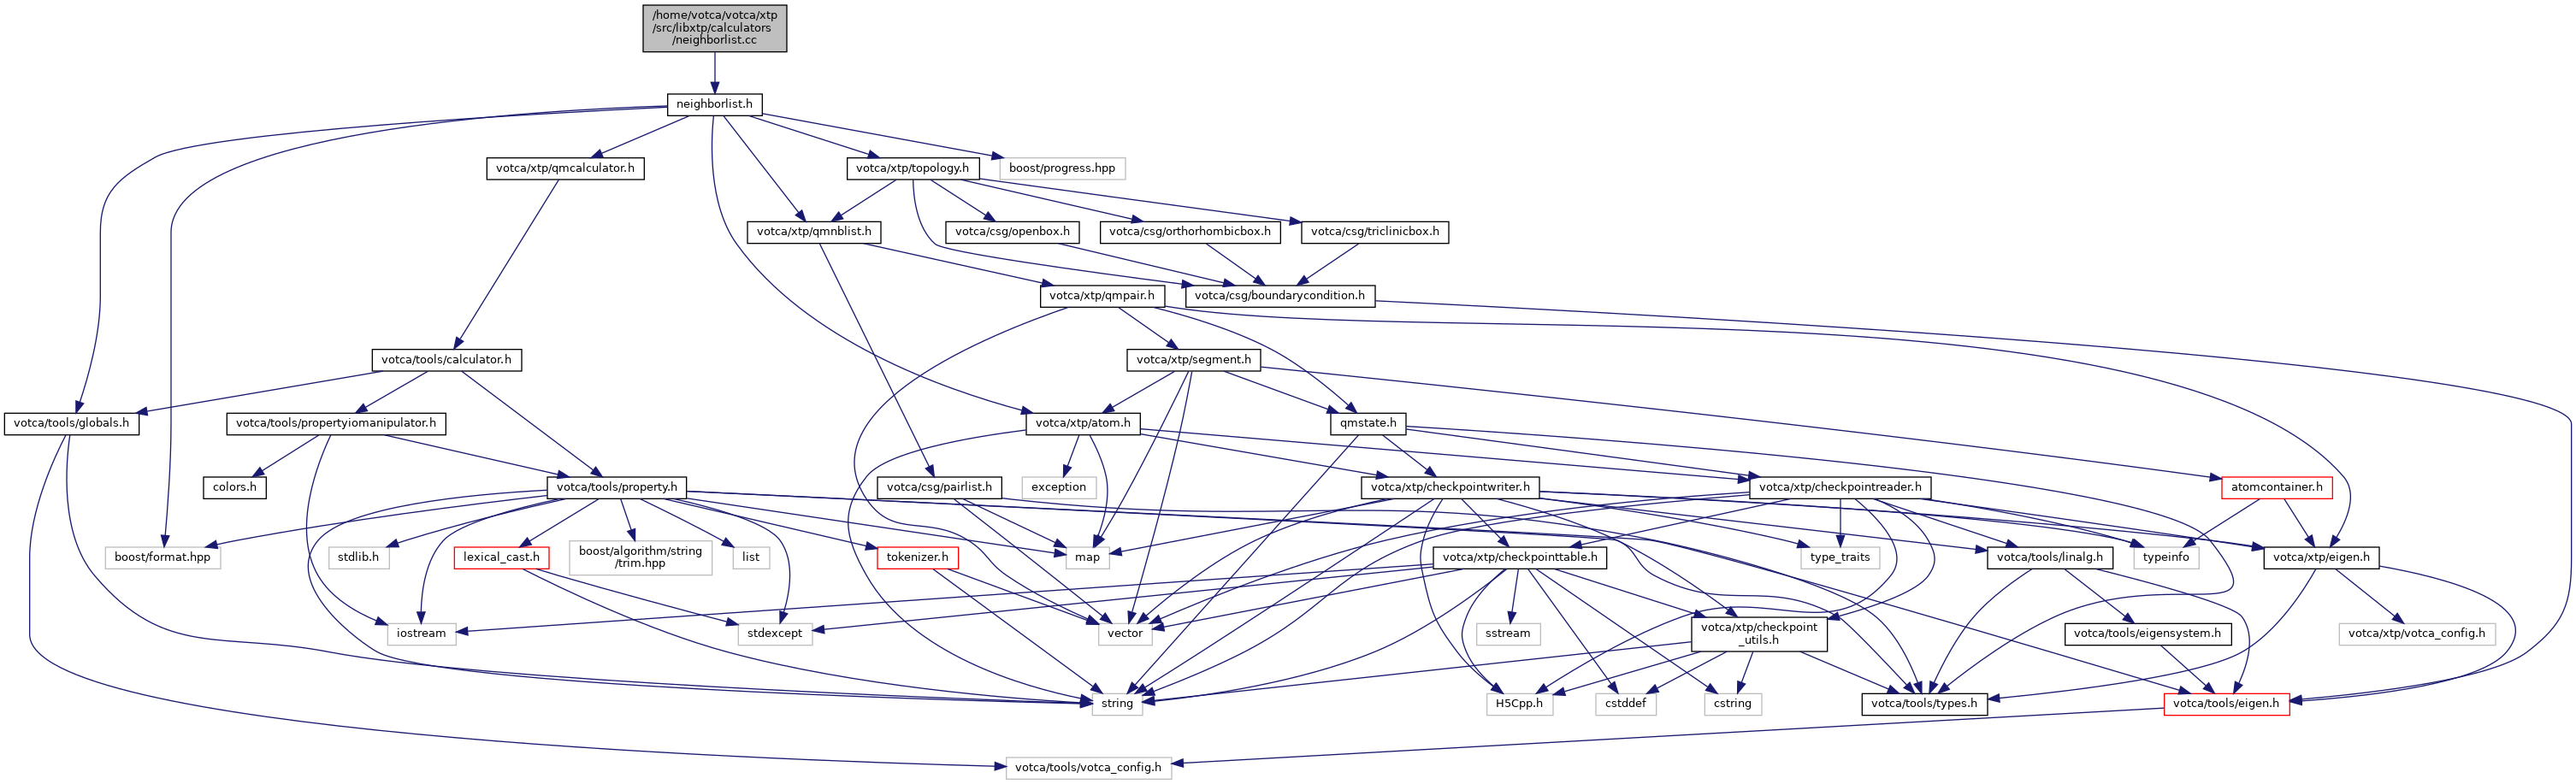 /home/votca/votca/xtp
/src/libxtp/calculators
/neighborlist.cc
neighborlist.h
votca/xtp/qmcalculator.h
votca/xtp/topology.h
boost/progress.hpp
votca/xtp/qmnblist.h
votca/csg/openbox.h
votca/csg/orthorhombicbox.h
votca/csg/triclinicbox.h
votca/xtp/qmpair.h
votca/csg/boundarycondition.h
votca/tools/calculator.h
votca/xtp/segment.h
votca/tools/globals.h
votca/tools/propertyiomanipulator.h
votca/xtp/atom.h
qmstate.h
colors.h
votca/tools/property.h
votca/csg/pairlist.h
exception
votca/xtp/checkpointwriter.h
votca/xtp/checkpointreader.h
atomcontainer.h
boost/format.hpp
stdlib.h
lexical_cast.h
boost/algorithm/string
/trim.hpp
list
tokenizer.h
map
votca/xtp/checkpointtable.h
type_traits
votca/tools/linalg.h
typeinfo
votca/xtp/eigen.h
iostream
stdexcept
vector
sstream
votca/xtp/checkpoint
_utils.h
votca/tools/eigensystem.h
votca/xtp/votca_config.h
string
H5Cpp.h
cstddef
cstring
votca/tools/types.h
votca/tools/eigen.h
votca/tools/votca_config.h